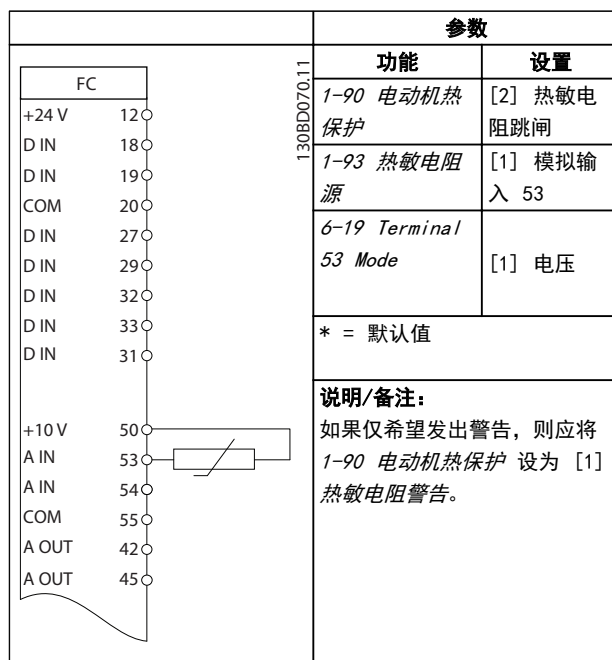 FC
+24 V 12
D IN 18
D IN 19
COM 20
D IN 27
D IN 29
D IN 32
D IN 33
D IN 31
+10 V 50
A IN 53
A IN 54
COM 55
A OUT 42
A OUT 45
130BD070.11
参数
功能 设置
1-90 电动机热
保护
[2] 热敏电
阻跳闸
1-93 热敏电阻
源
[1] 模拟输
入 53
6-19 Terminal
53 Mode
[1] 电压
* = 默认值
说明/备注:
如果仅希望发出警告，则应将
1-90 电动机热保护 设为 [1]
热敏电阻警告。